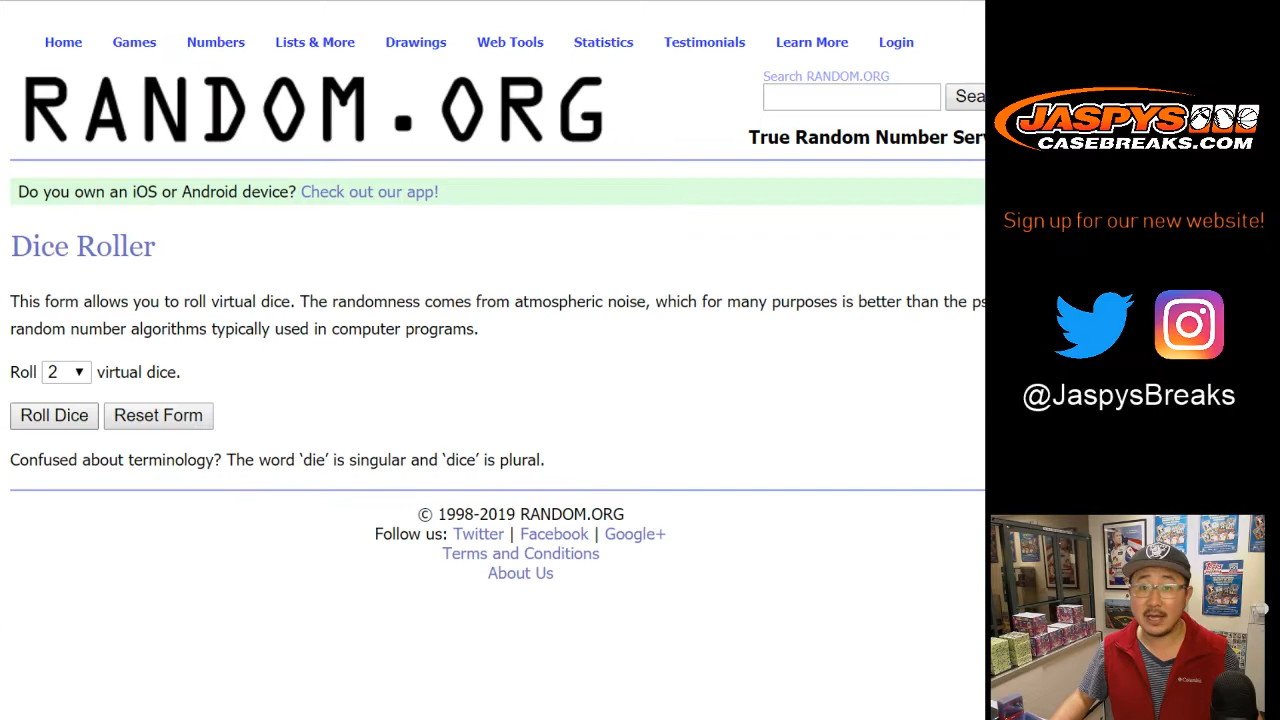 Home Games Numbers Lists & More Drawings Web Tools Statistics Testimonials Learn More Login
RANDOM.ORG
Search RANDOM.ORG
Sea
True Random Number Ser
Do you own an iOS or Android device? Check out our app!
Dice Roller
This form allows you to roll virtual dice. The randomness comes from atmospheric noise, which for many purposes is better than the ps
random number algorithms typically used in computer programs.
Roll 2 virtual dice.
Roll Dice Reset Form
Confused about terminology? The word ‘die’ is singular and ‘dice’ is plural.
© 1998-2019 RANDOM.ORG
Follow us: Twitter | Facebook | Google+
Terms and Conditions
About Us
JASPYS
CASEBREAKS.COM
Sign up for our new website!
@JaspysBreaks
Topps
Columbia